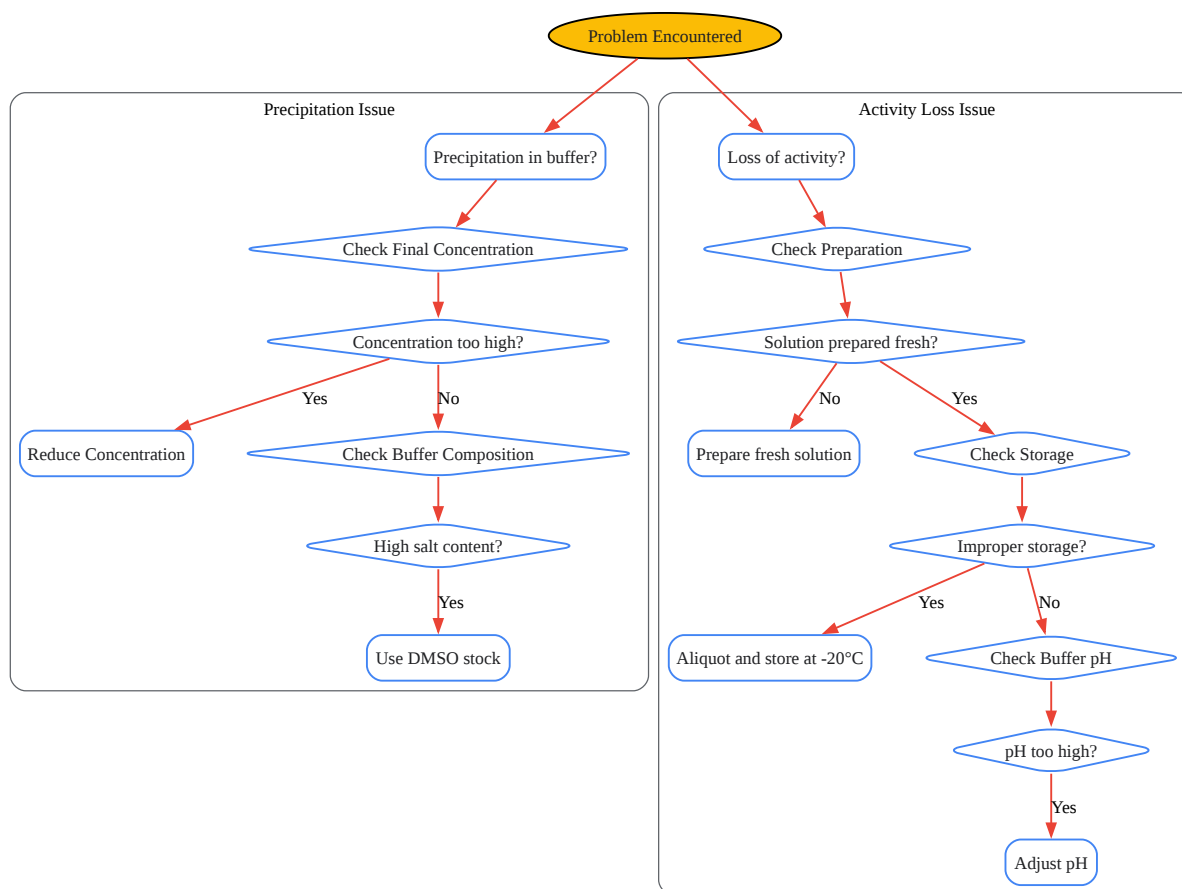 Problem Encountered
Precipitation Issue
Precipitation in buffer?
Check Final Concentration
Concentration too high?
Yes
No
Reduce Concentration
Check Buffer Composition
High salt content?
Yes
Use DMSO stock
Activity Loss Issue
Loss of activity?
Check Preparation
Solution prepared fresh?
No
Yes
Prepare fresh solution
Check Storage
Improper storage?
Yes
No
Aliquot and store at -20°C
Check Buffer pH
pH too high?
Yes
Adjust pH